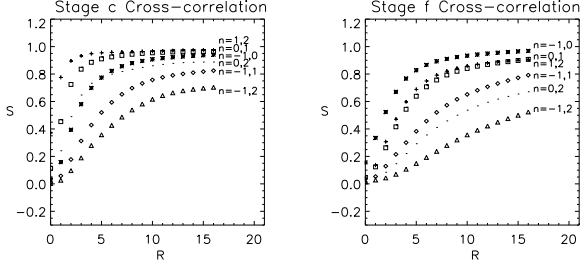 Stage c Cross-correlation
1.2
1.0
0.8
0.6
0.4
0.2
0.0
-0.2
S
0
5
10
15
20
R
n=1,2
n=0,1
n=-1,0
n=0,2
n=-1,1
n=-1,2
Stage f Cross-correlation
1.2
1.0
0.8
0.6
0.4
0.2
0.0
-0.2
S
0
5
10
15
20
R
n=-1,0
n=0,1
n=1,2
n=-1,1
n=0,2
n=-1,2